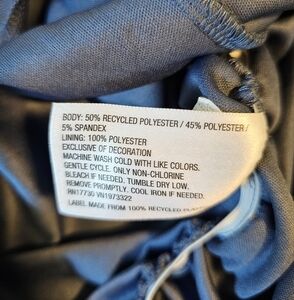 BODY: 50% RECYCLED POLYESTER / 45% POLYESTER /
5% SPANDEX
LINING: 100% POLYESTER
EXCLUSIVE OF DECORATION
MACHINE WASH COLD WITH LIKE COLORS.
GENTLE CYCLE. ONLY NON-CHLORINE
BLEACH IF NEEDED. TUMBLE DRY LOW.
REMOVE PROMPTLY. COOL IRON IF NEEDED.
RN17730 VN1973322
LABEL MADE FROM 100% RECYCLED